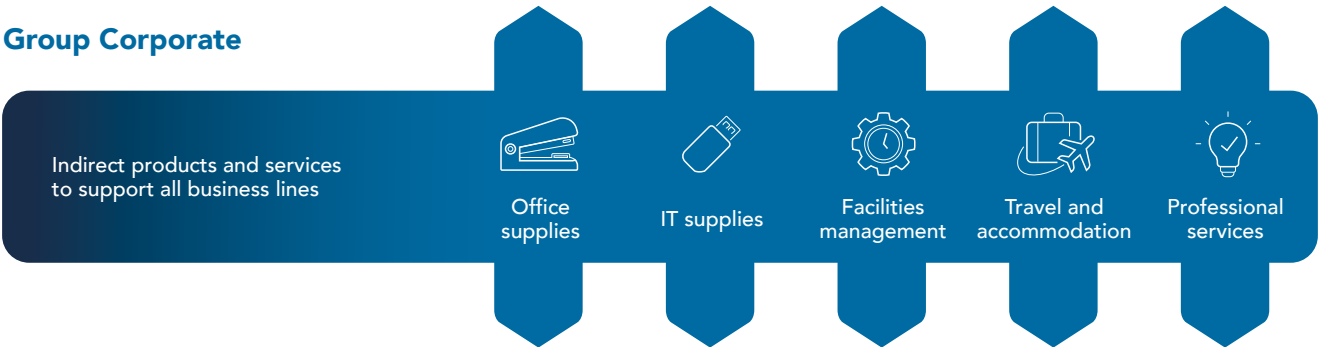 Group Corporate
Indirect products and services
to support all business lines
Office
supplies
IT supplies
Facilities
management
Travel and
accommodation
Professional
services